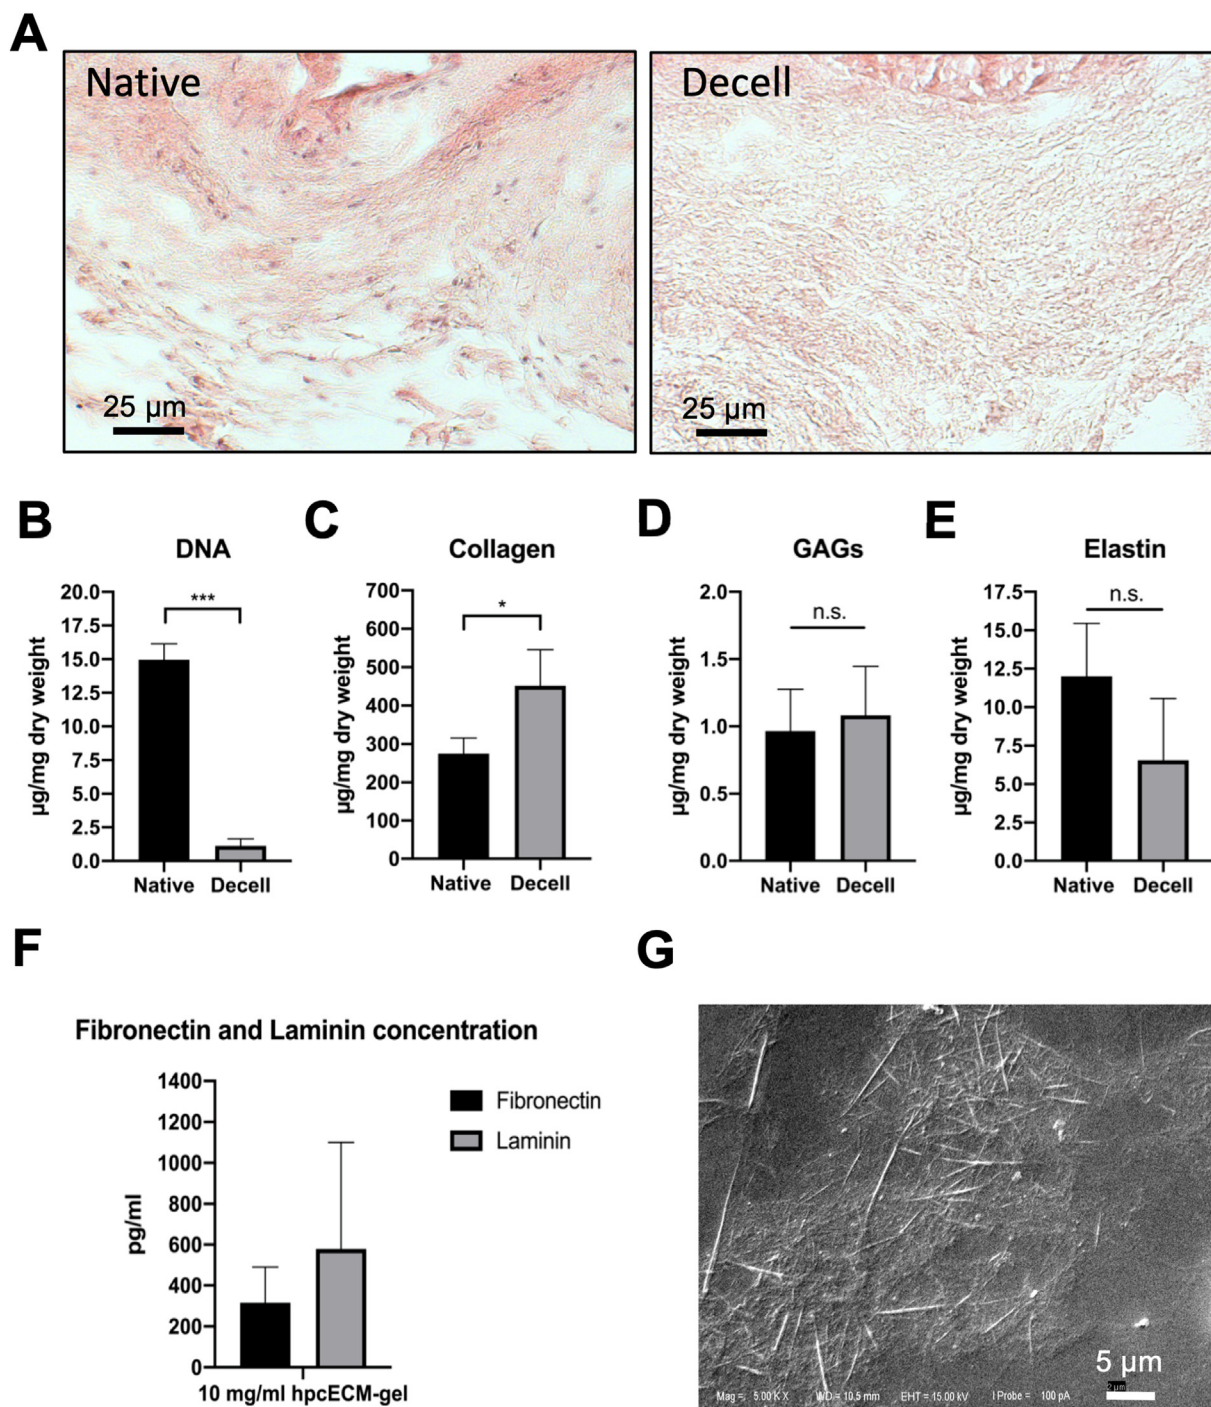 A
Native
25 µm
Decell
25 µm
B
DNA
µg/mg dry weight
20.0
17.5
15.0
12.5
10.0
7.5
5.0
2.5
0.0
***
Native Decell
C
Collagen
µg/mg dry weight
700
600
500
400
300
200
100
0
*
Native Decell
D
GAGs
µg/mg dry weight
2.0
1.5
1.0
0.5
0.0
n.s.
Native Decell
E
Elastin
µg/mg dry weight
17.5
15.0
12.5
10.0
7.5
5.0
2.5
0.0
n.s.
Native Decell
F
Fibronectin and Laminin concentration
pg/ml
1400
1200
1000
800
600
400
200
0
Fibronectin
Laminin
10 mg/ml hpcECM-gel
G
5 µm
2 µm
Mag = 5.00 K X WD = 10.5 mm EHT = 15.00 kV I Probe = 100 pA